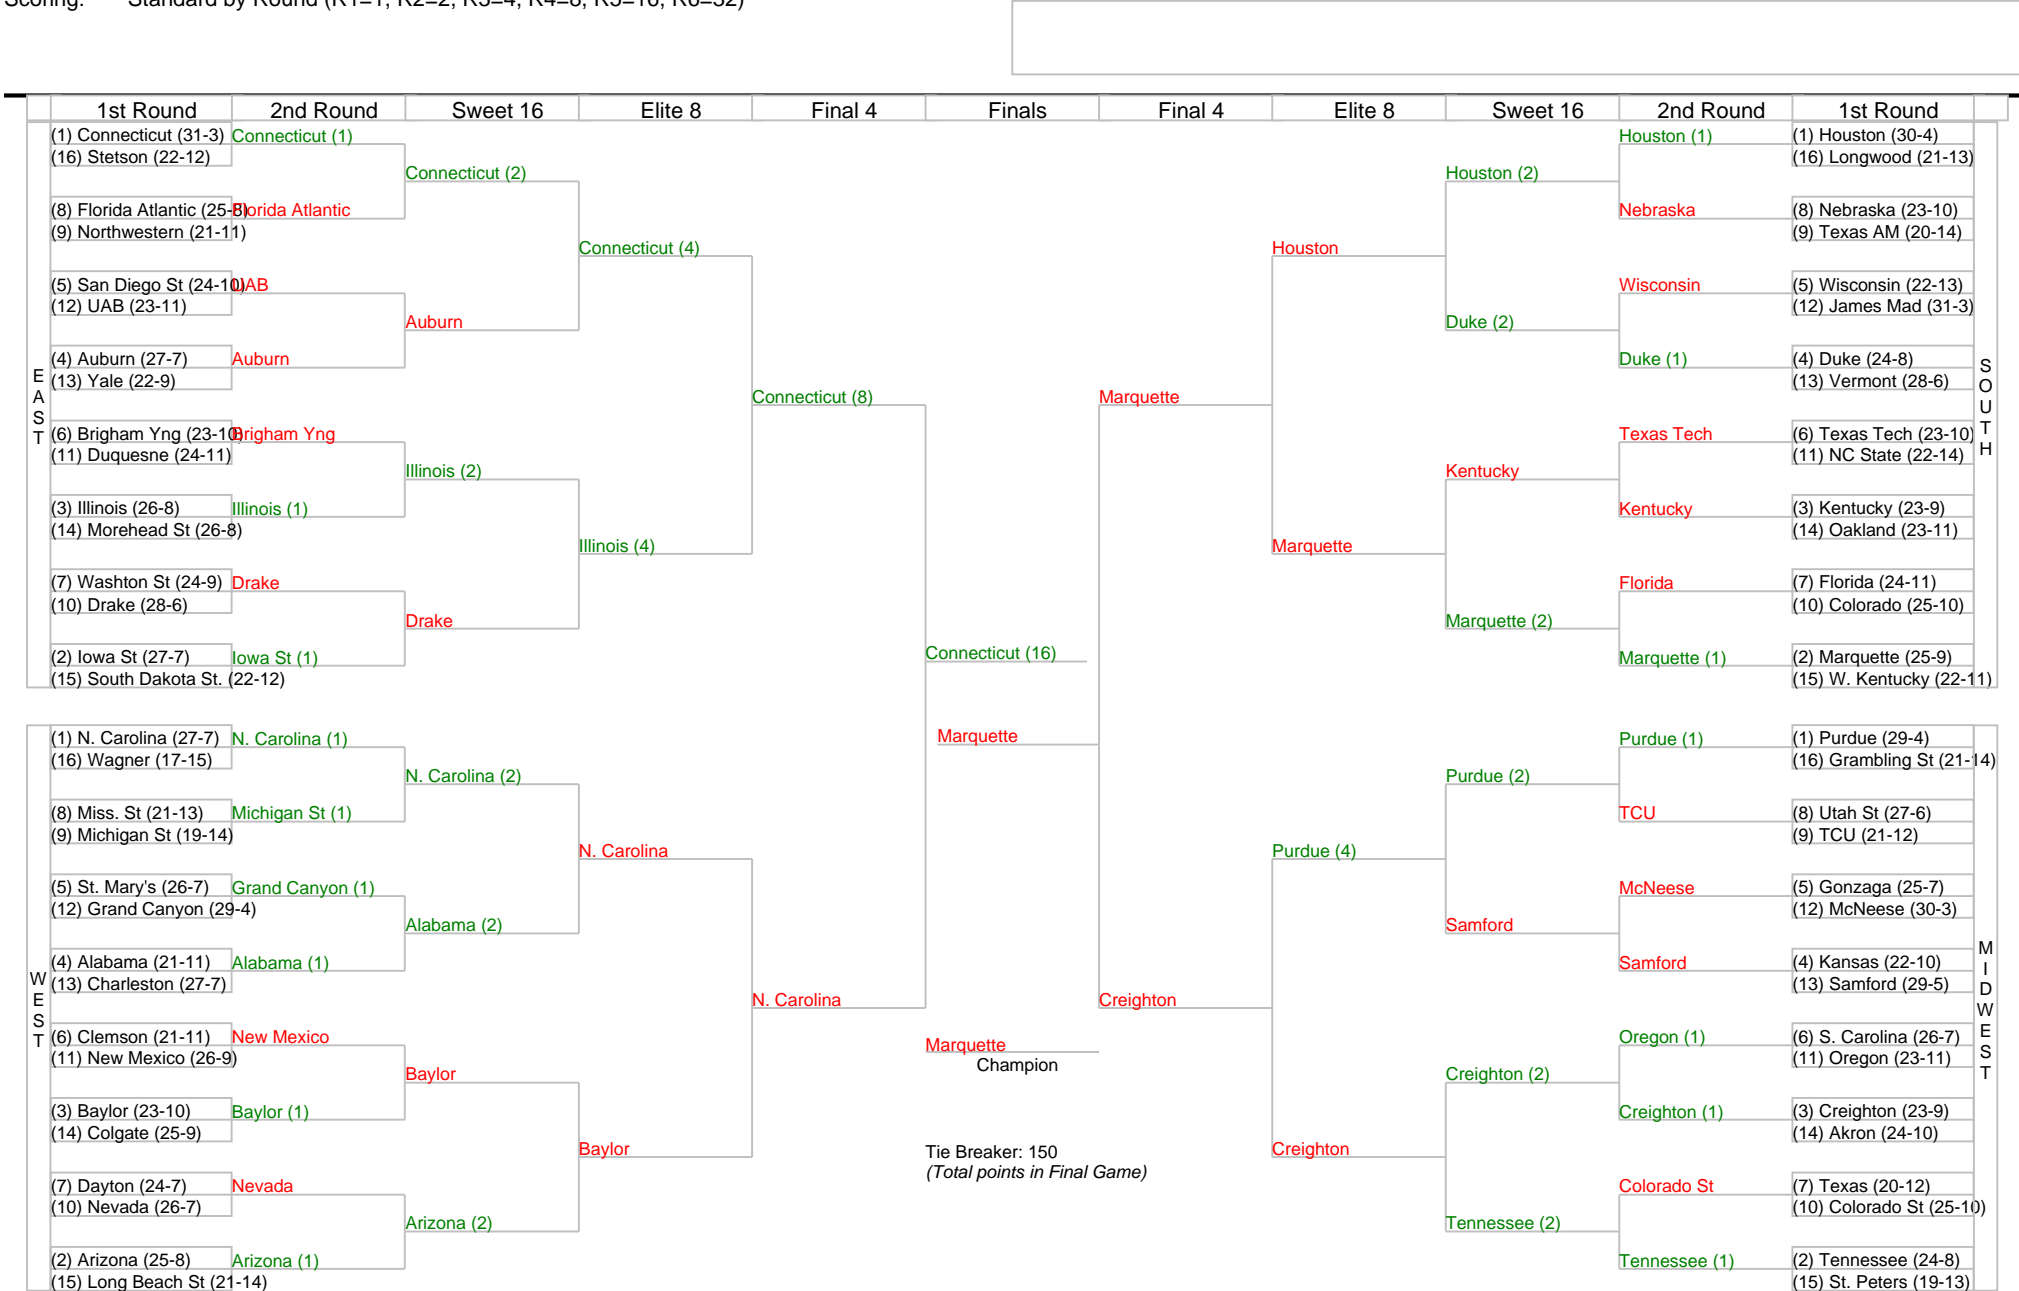 Scoring: Standard by Round (R1=1, R2=2, R3=4, R4=8, R5=16, R6=32)
1st Round 2nd Round Sweet 16 Elite 8 Final 4 Finals Final 4 Elite 8 Sweet 16 2nd Round 1st Round
EAST
(1) Connecticut (31-3)
(16) Stetson (22-12)
(8) Florida Atlantic (25-8)
(9) Northwestern (21-11)
(5) San Diego St (24-10)
(12) UAB (23-11)
(4) Auburn (27-7)
(13) Yale (22-9)
(6) Brigham Yng (23-10)
(11) Duquesne (24-11)
(3) Illinois (26-8)
(14) Morehead St (26-8)
(7) Washton St (24-9)
(10) Drake (28-6)
(2) Iowa St (27-7)
(15) South Dakota St. (22-12)
Connecticut (1)
Florida Atlantic
UAB
Auburn
Brigham Yng
Illinois (1)
Drake
Iowa St (1)
Connecticut (2)
Auburn
Illinois (2)
Drake
Connecticut (4)
Illinois (4)
Connecticut (8)
WEST
(1) N. Carolina (27-7)
(16) Wagner (17-15)
(8) Miss. St (21-13)
(9) Michigan St (19-14)
(5) St. Mary's (26-7)
(12) Grand Canyon (29-4)
(4) Alabama (21-11)
(13) Charleston (27-7)
(6) Clemson (21-11)
(11) New Mexico (26-9)
(3) Baylor (23-10)
(14) Colgate (25-9)
(7) Dayton (24-7)
(10) Nevada (26-7)
(2) Arizona (25-8)
(15) Long Beach St (21-14)
N. Carolina (1)
Michigan St (1)
Grand Canyon (1)
Alabama (1)
New Mexico
Baylor (1)
Nevada
Arizona (1)
N. Carolina (2)
Alabama (2)
Baylor
Arizona (2)
N. Carolina
Baylor
N. Carolina
Connecticut (16)
Marquette
Marquette
Champion
Tie Breaker: 150
(Total points in Final Game)
Marquette
Houston
Marquette
Houston (2)
Duke (2)
Kentucky
Marquette (2)
Houston (1)
Nebraska
Wisconsin
Duke (1)
Texas Tech
Kentucky
Florida
Marquette (1)
(1) Houston (30-4)
(16) Longwood (21-13)
(8) Nebraska (23-10)
(9) Texas AM (20-14)
(5) Wisconsin (22-13)
(12) James Mad (31-3)
(4) Duke (24-8)
(13) Vermont (28-6)
(6) Texas Tech (23-10)
(11) NC State (22-14)
(3) Kentucky (23-9)
(14) Oakland (23-11)
(7) Florida (24-11)
(10) Colorado (25-10)
(2) Marquette (25-9)
(15) W. Kentucky (22-11)
SOUTH
Creighton
Purdue (4)
Creighton
Purdue (2)
Samford
Creighton (2)
Tennessee (2)
Purdue (1)
TCU
McNeese
Samford
Oregon (1)
Creighton (1)
Colorado St
Tennessee (1)
(1) Purdue (29-4)
(16) Grambling St (21-14)
(8) Utah St (27-6)
(9) TCU (21-12)
(5) Gonzaga (25-7)
(12) McNeese (30-3)
(4) Kansas (22-10)
(13) Samford (29-5)
(6) S. Carolina (26-7)
(11) Oregon (23-11)
(3) Creighton (23-9)
(14) Akron (24-10)
(7) Texas (20-12)
(10) Colorado St (25-10)
(2) Tennessee (24-8)
(15) St. Peters (19-13)
MIDWEST